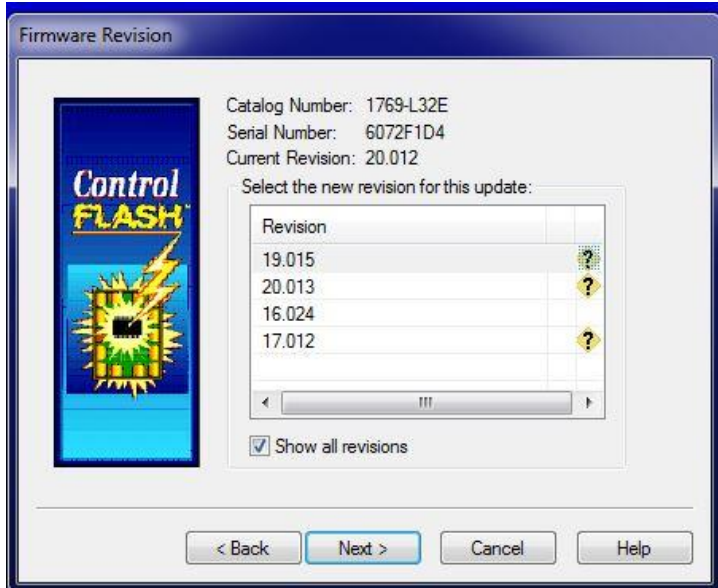 Firmware Revision
Control
FLASH™
Catalog Number: 1769-L32E
Serial Number: 6072F1D4
Current Revision: 20.012
Select the new revision for this update:
Revision
19.015 ?
20.013 ?
16.024
17.012 ?
Show all revisions
< Back Next > Cancel Help